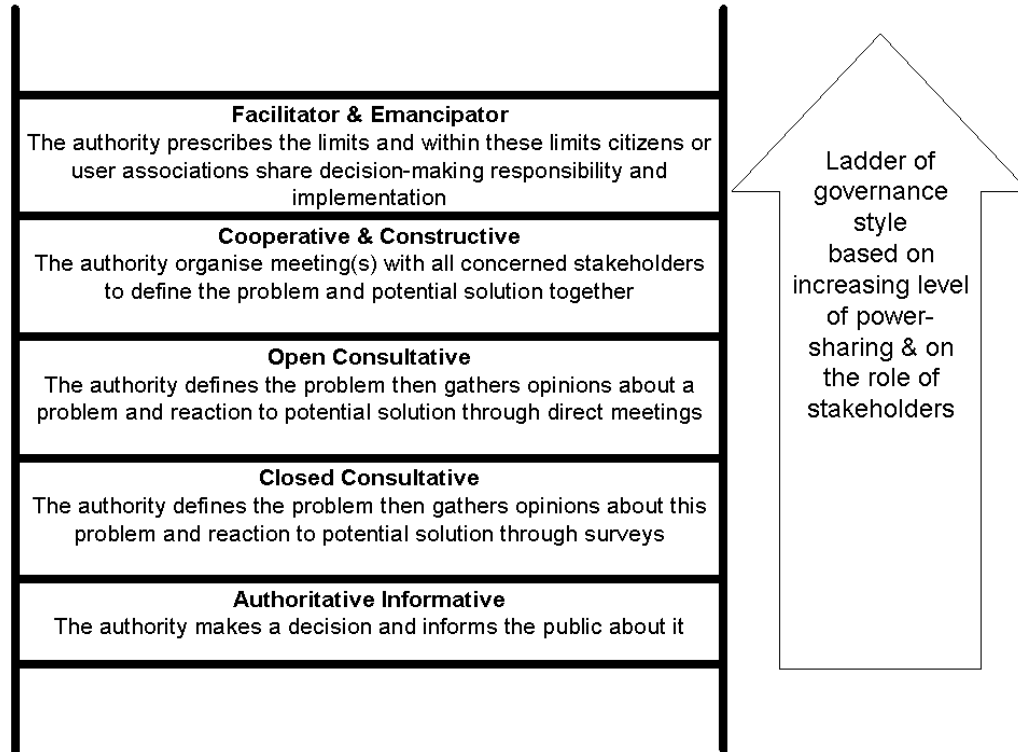 Facilitator & Emancipator
The authority prescribes the limits and within these limits citizens or
user associations share decision-making responsibility and
implementation
Cooperative & Constructive
The authority organise meeting(s) with all concerned stakeholders
to define the problem and potential solution together
Open Consultative
The authority defines the problem then gathers opinions about a
problem and reaction to potential solution through direct meetings
Closed Consultative
The authority defines the problem then gathers opinions about this
problem and reaction to potential solution through surveys
Authoritative Informative
The authority makes a decision and informs the public about it
Ladder of
governance
style
based on
increasing level
of power-
sharing & on
the role of
stakeholders